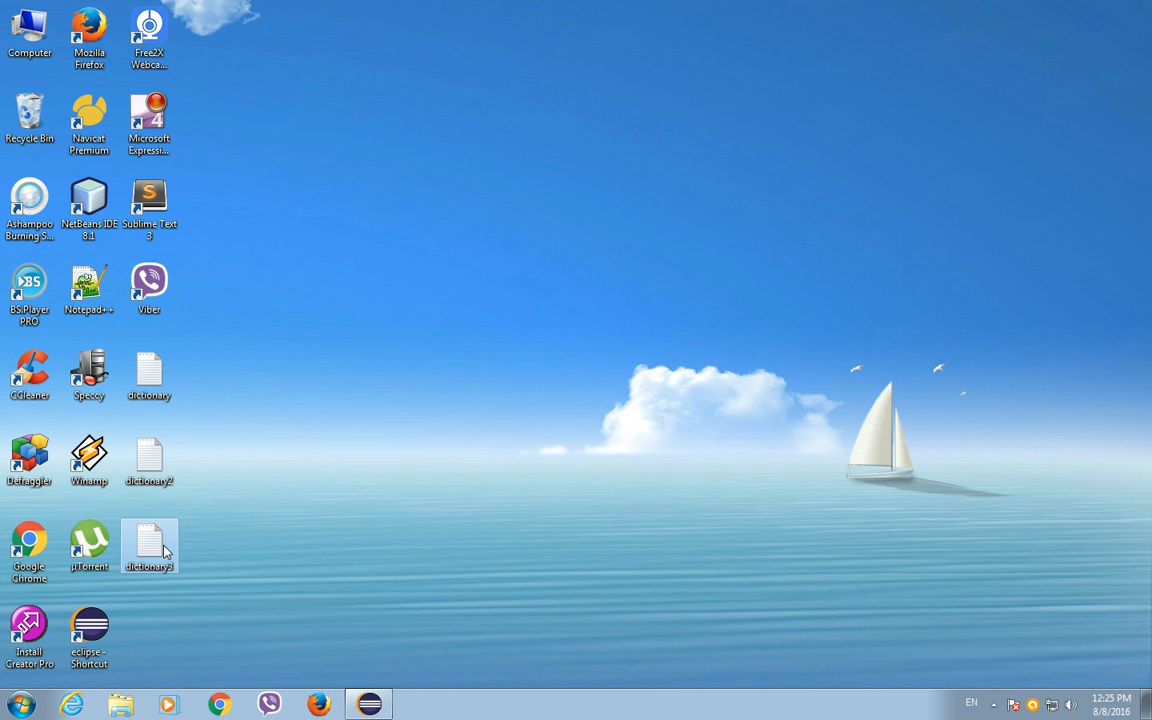 Computer
Mozilla
Firefox
Free2X
Webca...
Recycle Bin
Navicat
Premium
4
Microsoft
Expressi...
Ashampoo
Burning S...
NetBeans IDE
8.1
S
Sublime Text
3
BS
BS.Player
PRO
Notepad++
Viber
CCleaner
Speccy
dictionary
Defraggler
Winamp
dictionary2
Google
Chrome
µ
µTorrent
dictionary3
Install
Creator Pro
eclipse -
Shortcut
EN
12:25 PM
8/8/2016